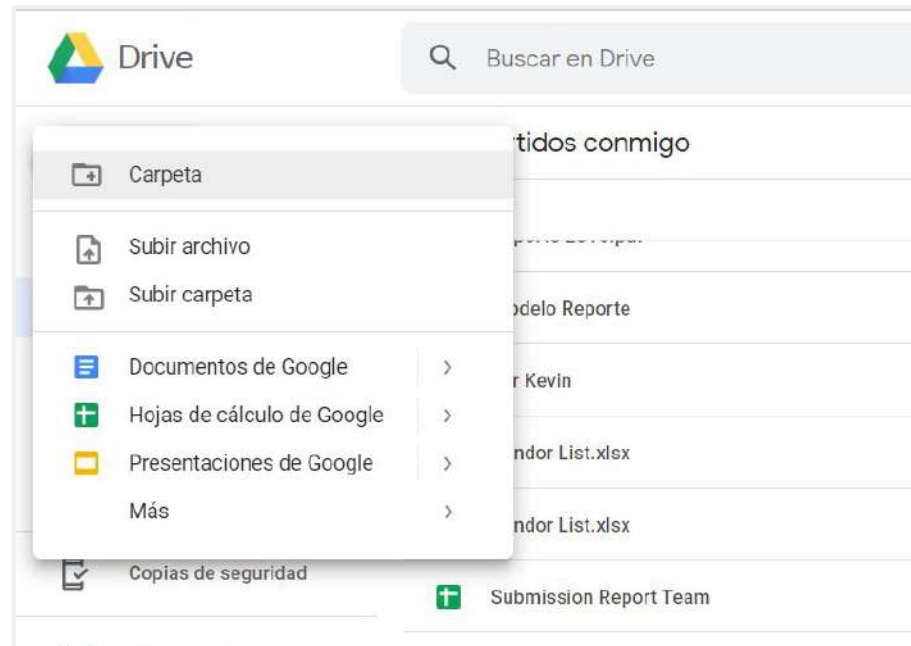 Drive
Buscar en Drive
tidos conmigo
Carpeta
Subir archivo
Subir carpeta
odelo Reporte
Documentos de Google
r Kevin
Hojas de cálculo de Google
ndor List.xlsx
Presentaciones de Google
Más
ndor List.xlsx
Copias de seguridad
Submission Report Team